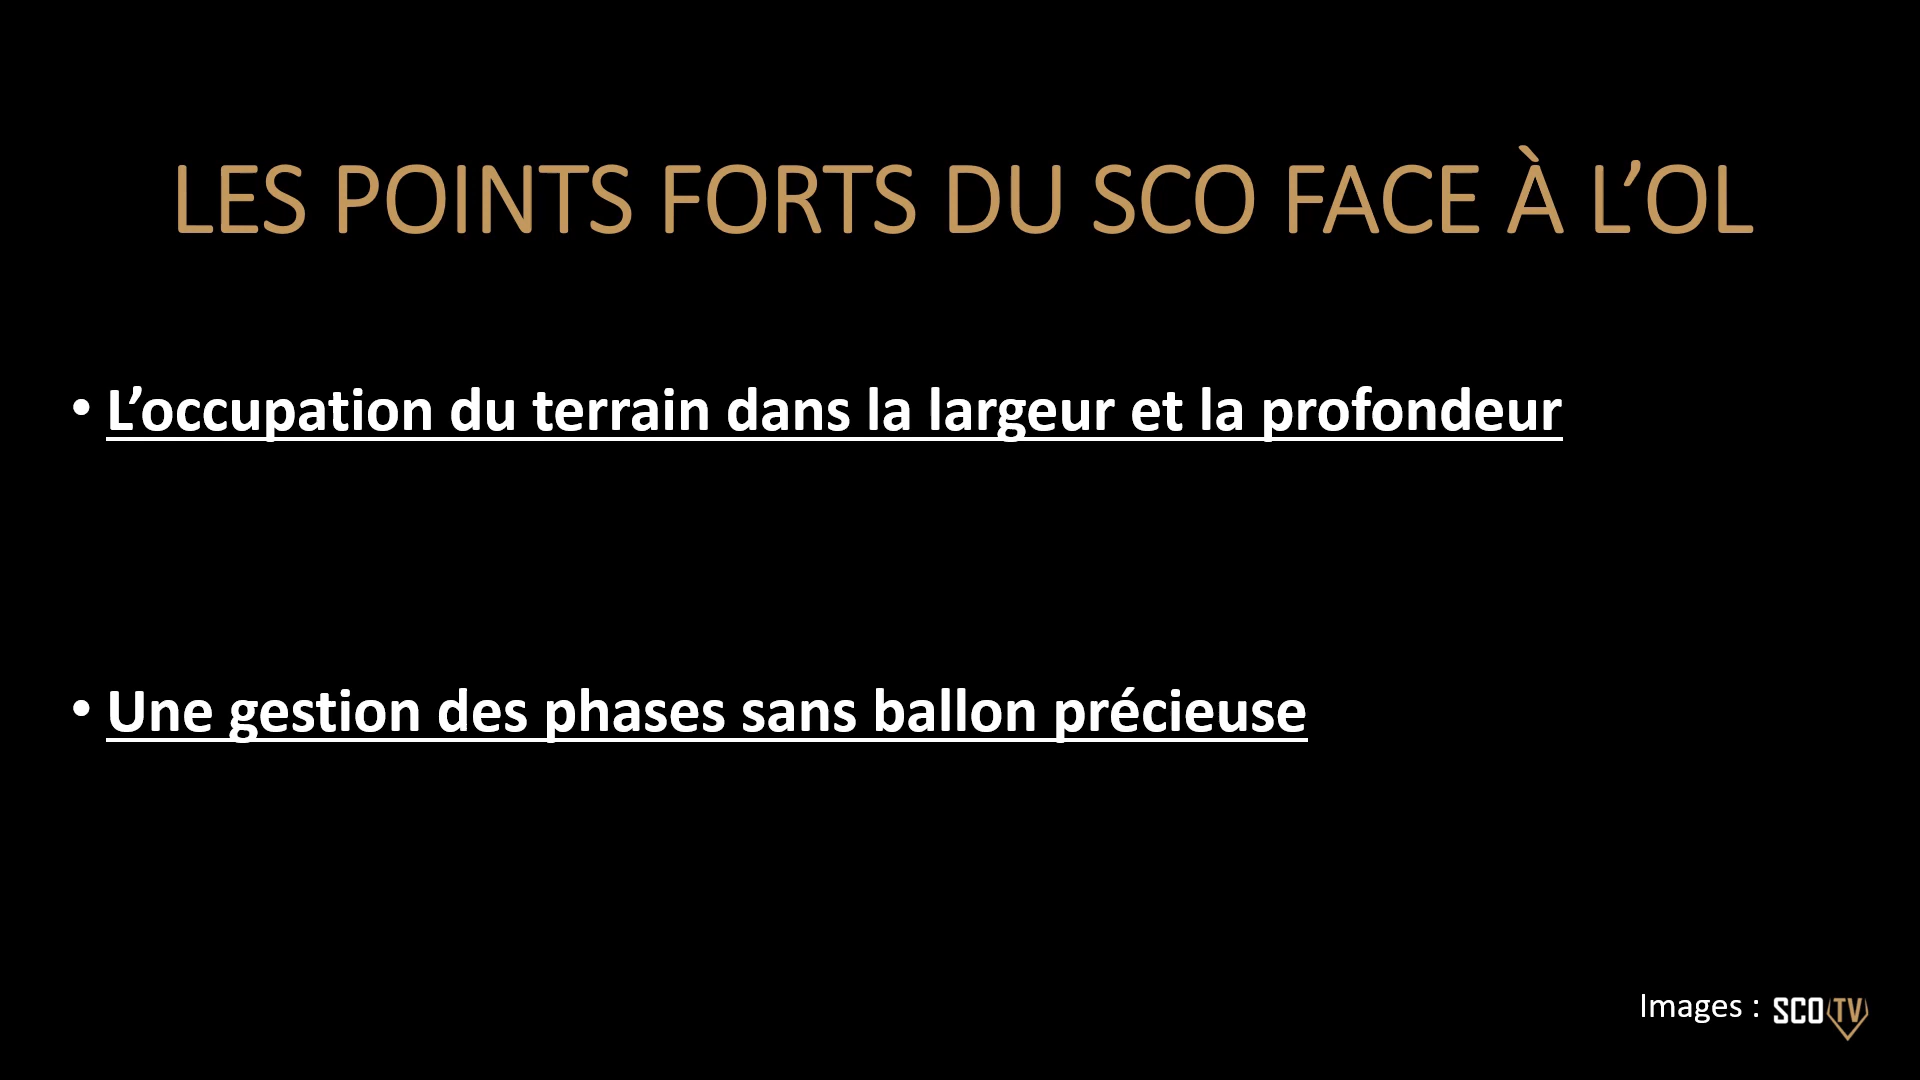 LES POINTS FORTS DU SCO FACE À L’OL
• L’occupation du terrain dans la largeur et la profondeur
• Une gestion des phases sans ballon précieuse
Images : SCO TV